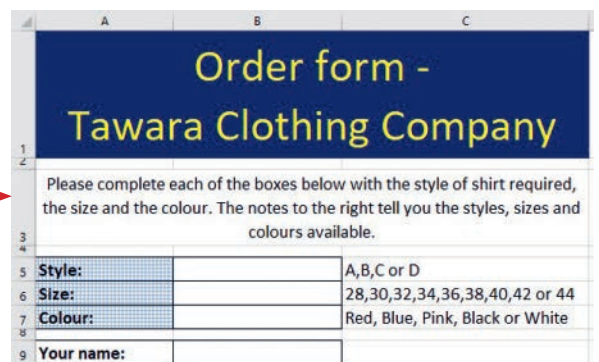 A B C
1 Order form -
Tawara Clothing Company
2
3 Please complete each of the boxes below with the style of shirt required,
the size and the colour. The notes to the right tell you the styles, sizes and
colours available.
4
5 Style: A,B,C or D
6 Size: 28,30,32,34,36,38,40,42 or 44
7 Colour: Red, Blue, Pink, Black or White
8
9 Your name: